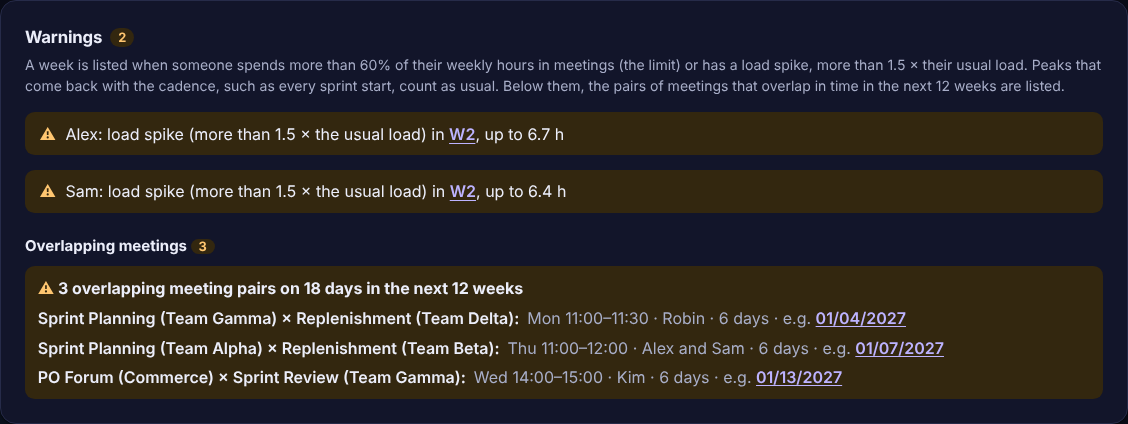 Warnings 2
A week is listed when someone spends more than 60% of their weekly hours in meetings (the limit) or has a load spike, more than 1.5 × their usual load. Peaks that
come back with the cadence, such as every sprint start, count as usual. Below them, the pairs of meetings that overlap in time in the next 12 weeks are listed.
Alex: load spike (more than 1.5 × the usual load) in W2, up to 6.7 h
Sam: load spike (more than 1.5 × the usual load) in W2, up to 6.4 h
Overlapping meetings 3
3 overlapping meeting pairs on 18 days in the next 12 weeks
Sprint Planning (Team Gamma) × Replenishment (Team Delta): Mon 11:00–11:30 · Robin · 6 days · e.g. 01/04/2027
Sprint Planning (Team Alpha) × Replenishment (Team Beta): Thu 11:00–12:00 · Alex and Sam · 6 days · e.g. 01/07/2027
PO Forum (Commerce) × Sprint Review (Team Gamma): Wed 14:00–15:00 · Kim · 6 days · e.g. 01/13/2027